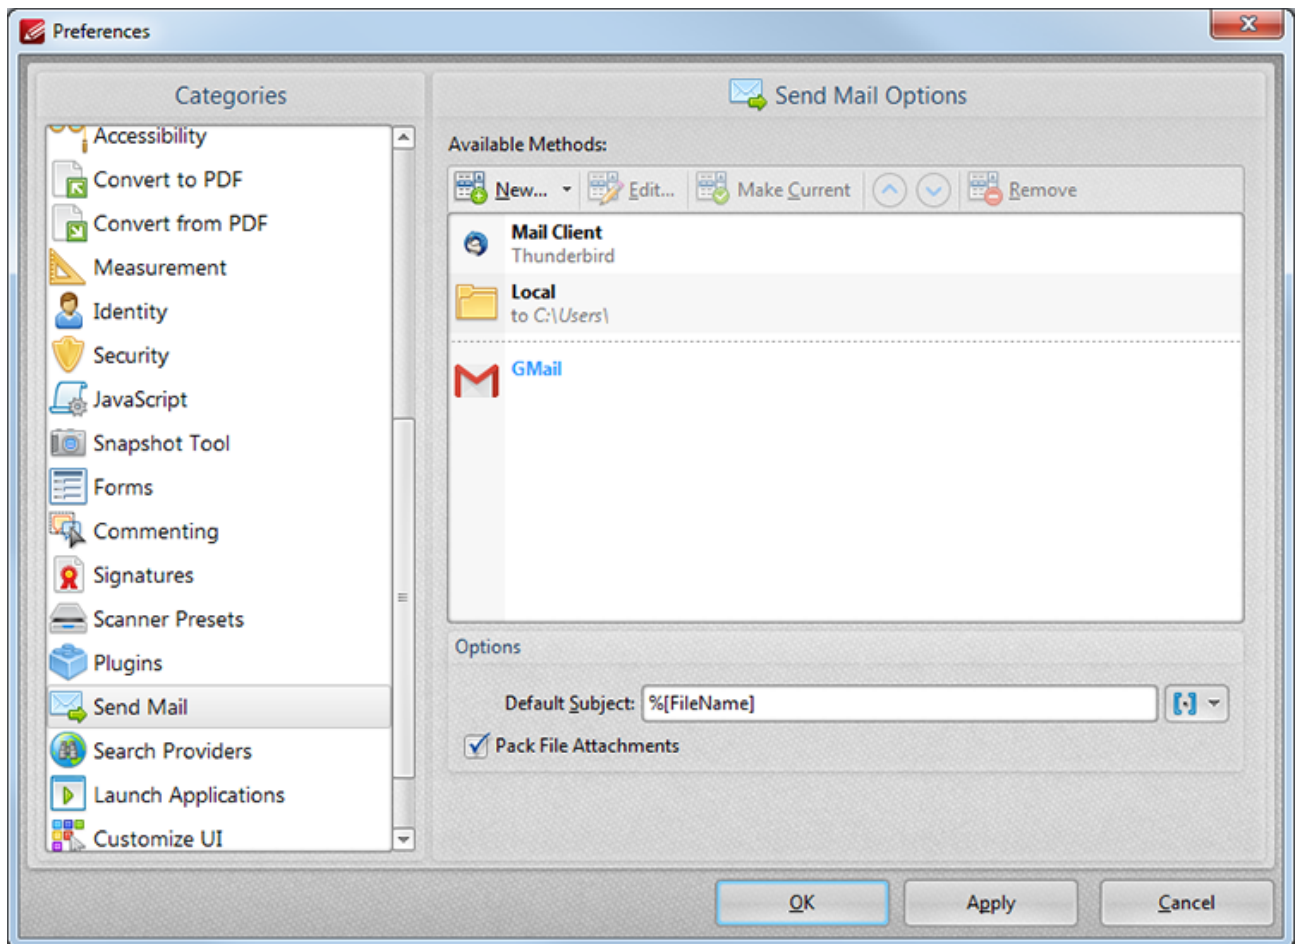 Preferences
Categories
Accessibility
Convert to PDF
Convert from PDF
Measurement
Identity
Security
JavaScript
Snapshot Tool
Forms
Commenting
Signatures
Scanner Presets
Plugins
Send Mail
Search Providers
Launch Applications
Customize UI
Send Mail Options
Available Methods:
New... Edit... Make Current Remove
Mail Client
Thunderbird
Local
to C:\Users\
GMail
Options
Default Subject: %[FileName]
Pack File Attachments
OK Apply Cancel